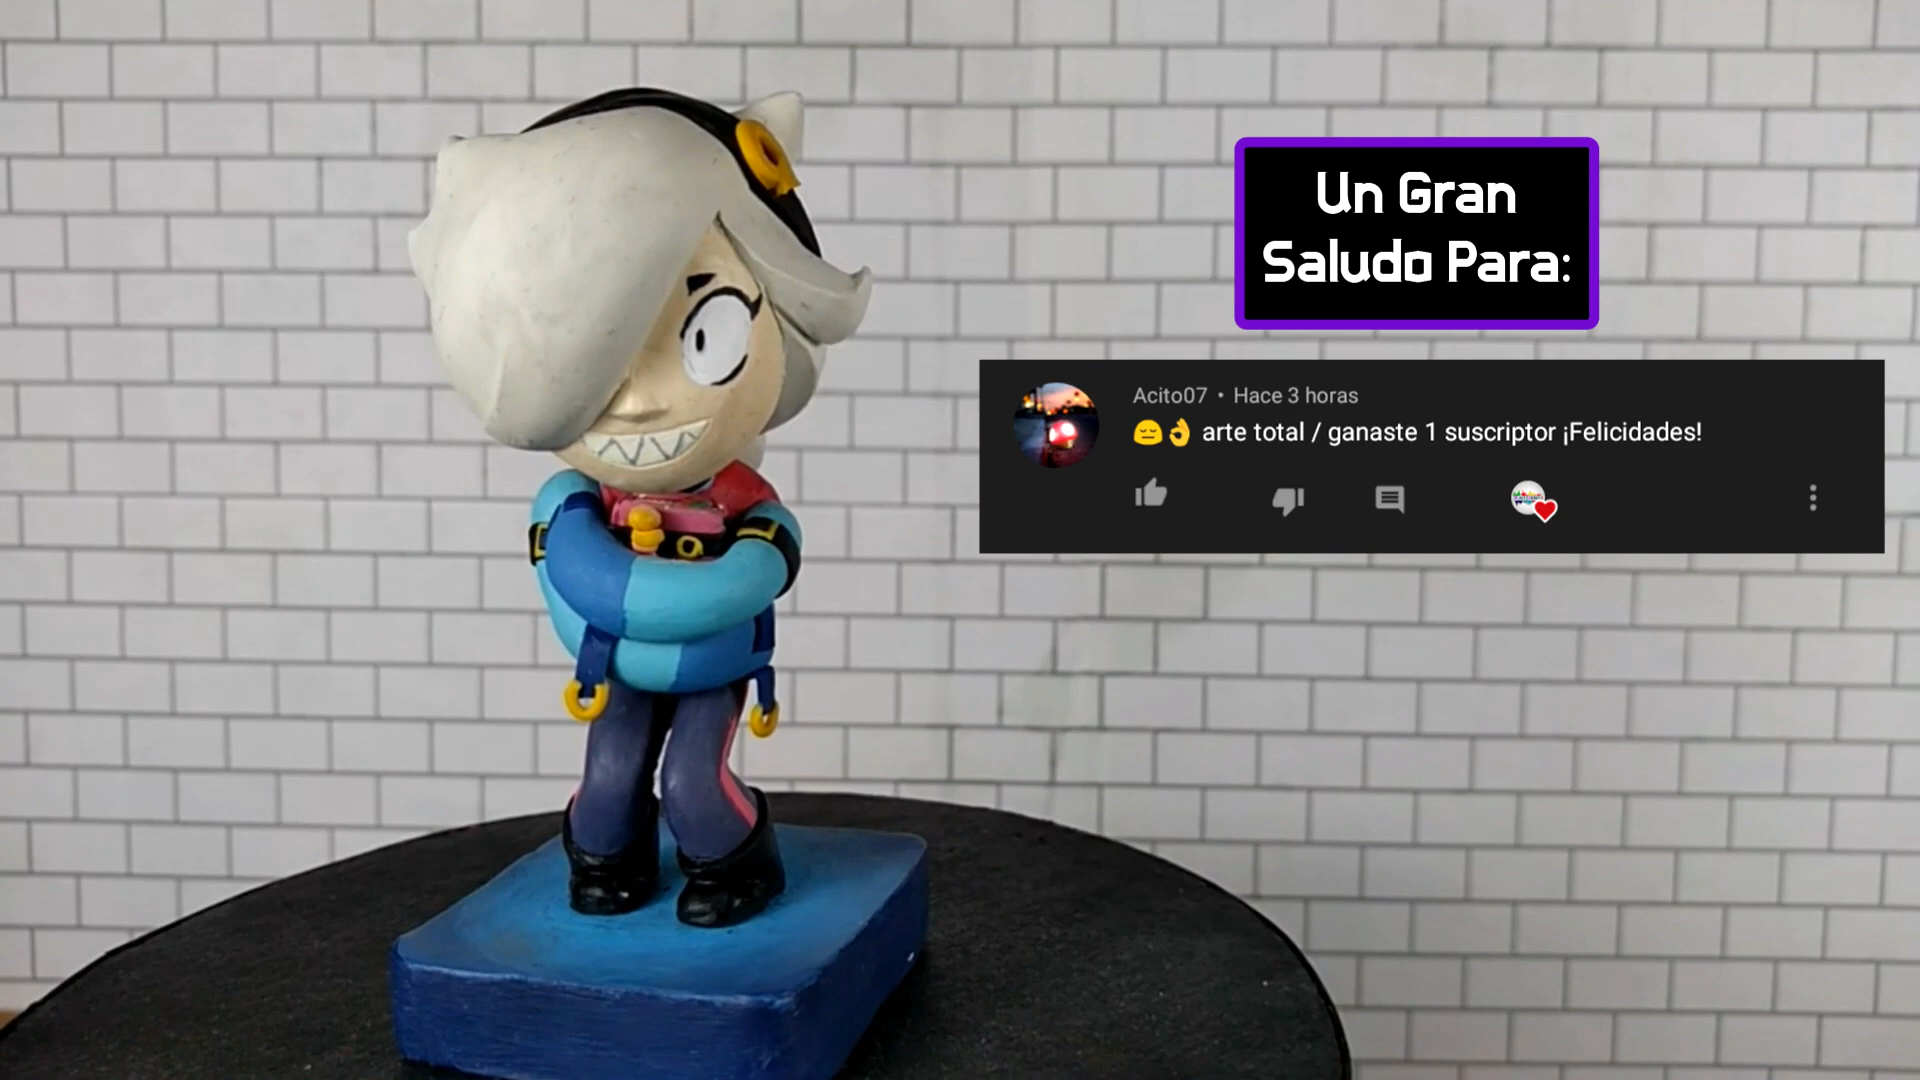 Un Gran
Saludo Para:
Acito07 • Hace 3 horas
😔👌 arte total / ganaste 1 suscriptor ¡Felicidades!